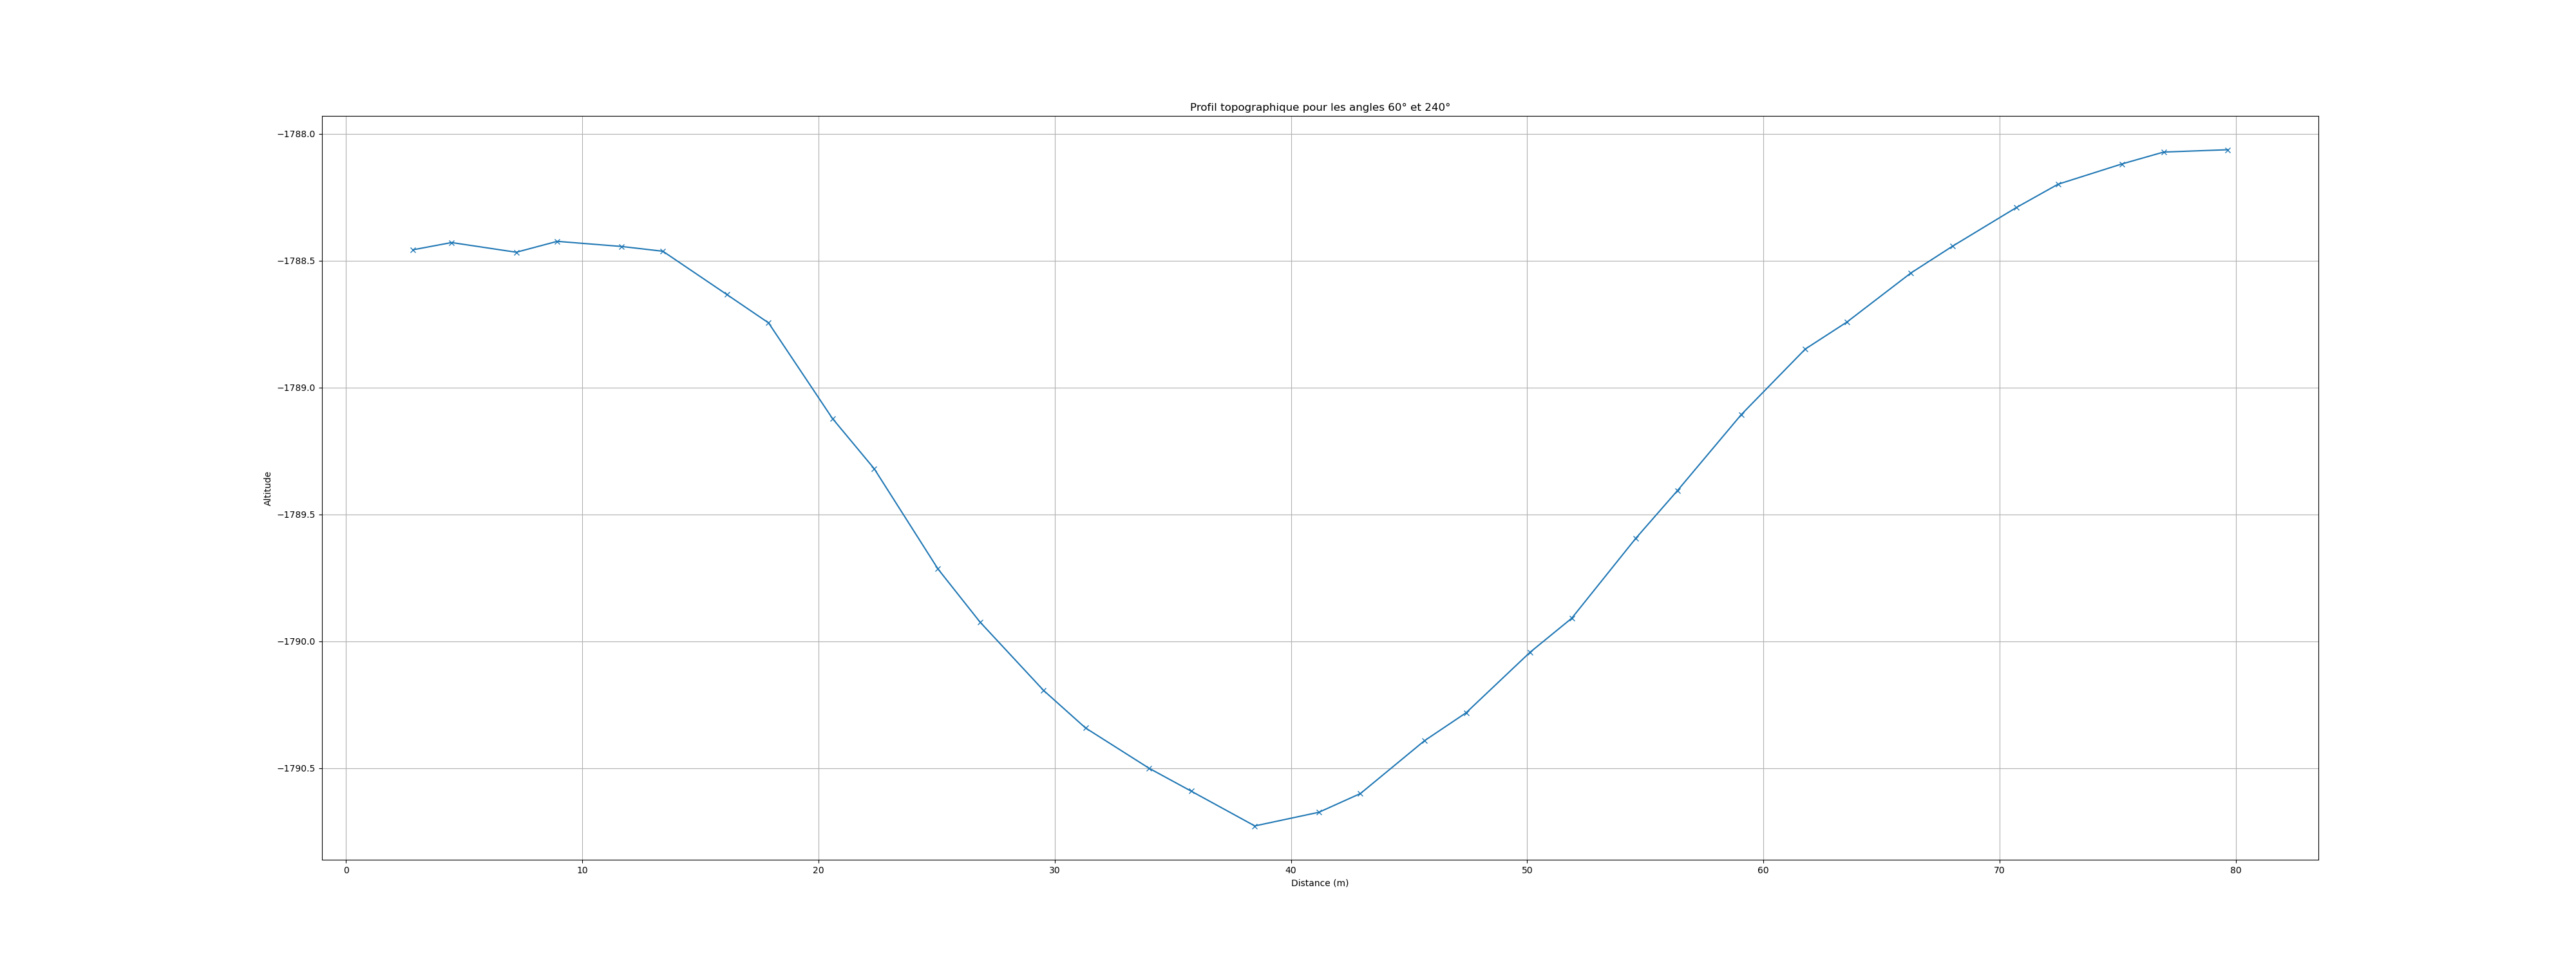 Profil topographique pour les angles 60° et 240°
−1788.0
−1788.5
−1789.0
−1789.5
−1790.0
−1790.5
Altitude
0 10 20 30 40 50 60 70 80
Distance (m)